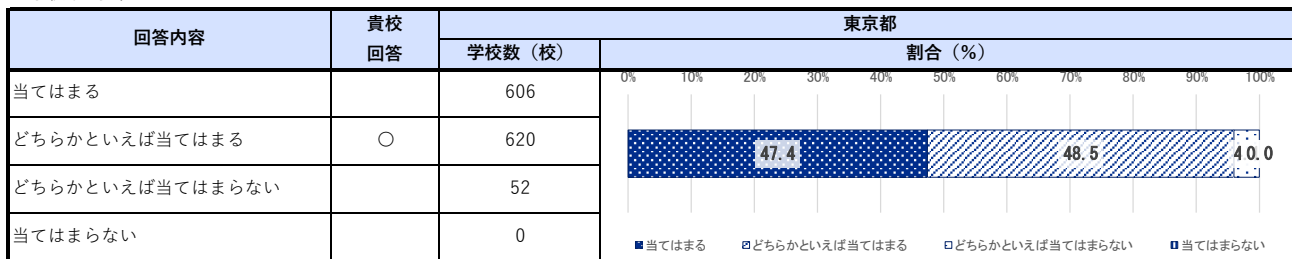 回答内容 貴校回答 東京都
学校数（校） 割合（%）
0% 10% 20% 30% 40% 50% 60% 70% 80% 90% 100%
当てはまる 606
どちらかといえば当てはまる ○ 620
47.4 48.5 4 0.0
どちらかといえば当てはまらない 52
当てはまらない 0
当てはまる どちらかといえば当てはまる どちらかといえば当てはまらない 当てはまらない